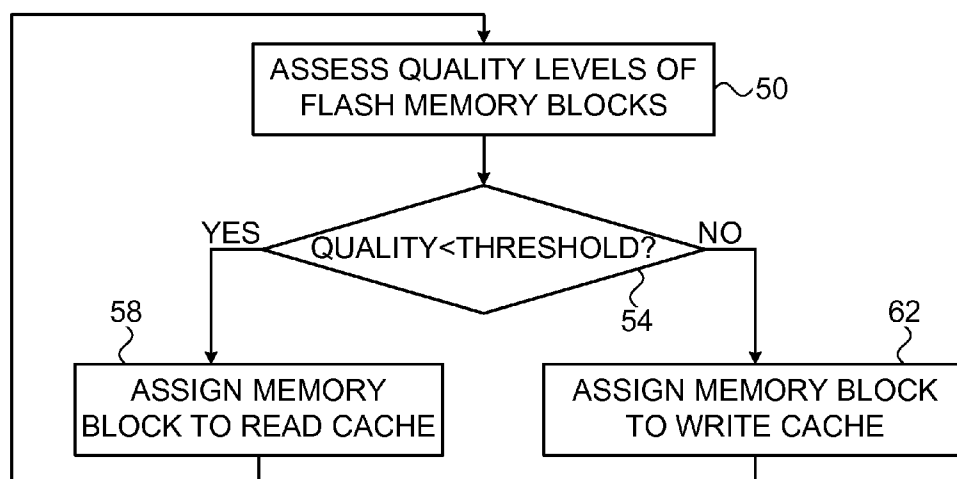 ASSESS QUALITY LEVELS OF
FLASH MEMORY BLOCKS
50
YES
QUALITY<THRESHOLD?
NO
54
58
62
ASSIGN MEMORY
BLOCK TO READ CACHE
ASSIGN MEMORY BLOCK
TO WRITE CACHE